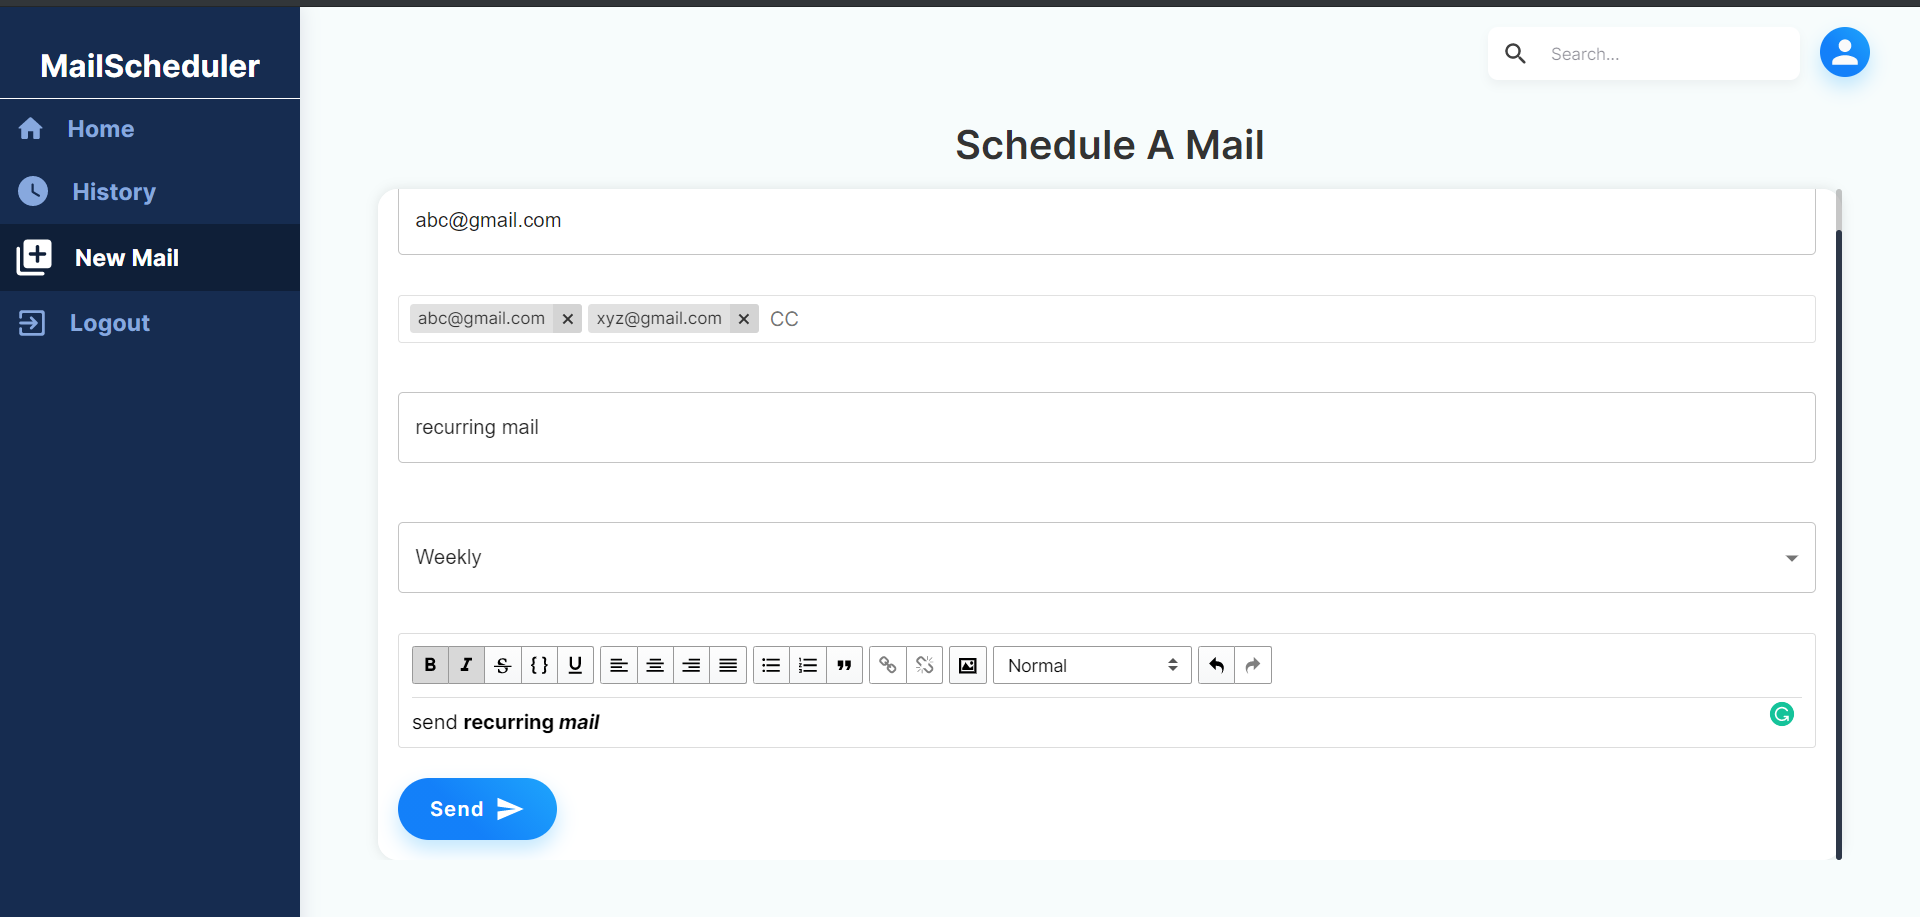 MailScheduler
Home
History
New Mail
Logout
Search...
Schedule A Mail
abc@gmail.com
abc@gmail.com × xyz@gmail.com × CC
recurring mail
Weekly
B I S {} U Normal
send recurring mail
Send